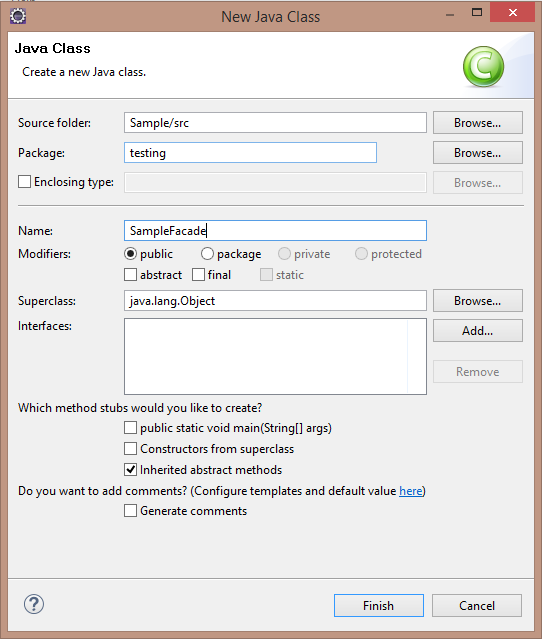 New Java Class
Java Class
Create a new Java class.
C
Source folder: Sample/src Browse...
Package: testing Browse...
Enclosing type: Browse...
Name: SampleFacade
Modifiers: public package private protected
abstract final static
Superclass: java.lang.Object Browse...
Interfaces: Add...
Remove
Which method stubs would you like to create?
public static void main(String[] args)
Constructors from superclass
Inherited abstract methods
Do you want to add comments? (Configure templates and default value here)
Generate comments
? Finish Cancel